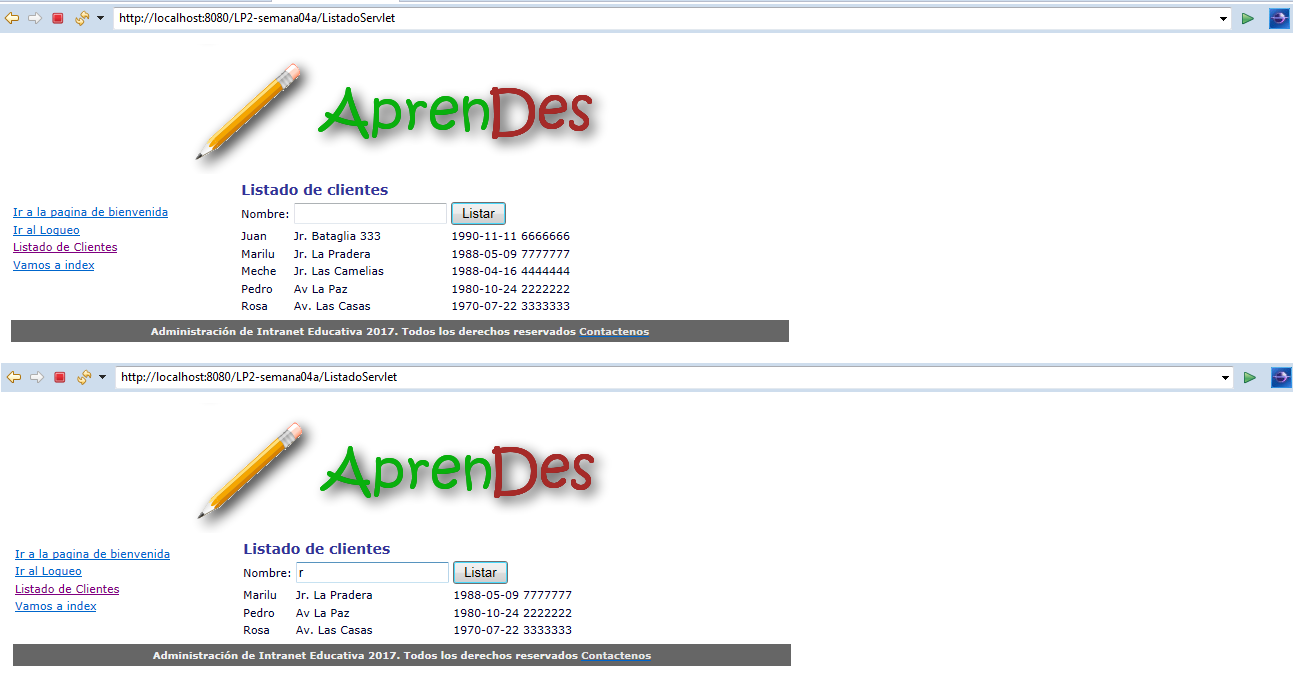 http://localhost:8080/LP2-semana04a/ListadoServlet
AprenDes
Listado de clientes
Ir a la pagina de bienvenida
Nombre: Listar
Ir al Loqueo
Juan Jr. Bataglia 333 1990-11-11 6666666
Listado de Clientes
Marilu Jr. La Pradera 1988-05-09 7777777
Vamos a index
Meche Jr. Las Camelias 1988-04-16 4444444
Pedro Av La Paz 1980-10-24 2222222
Rosa Av. Las Casas 1970-07-22 3333333
Administración de Intranet Educativa 2017. Todos los derechos reservados Contactenos
http://localhost:8080/LP2-semana04a/ListadoServlet
AprenDes
Listado de clientes
Ir a la pagina de bienvenida
Nombre: r Listar
Ir al Loqueo
Listado de Clientes
Marilu Jr. La Pradera 1988-05-09 7777777
Vamos a index
Pedro Av La Paz 1980-10-24 2222222
Rosa Av. Las Casas 1970-07-22 3333333
Administración de Intranet Educativa 2017. Todos los derechos reservados Contactenos